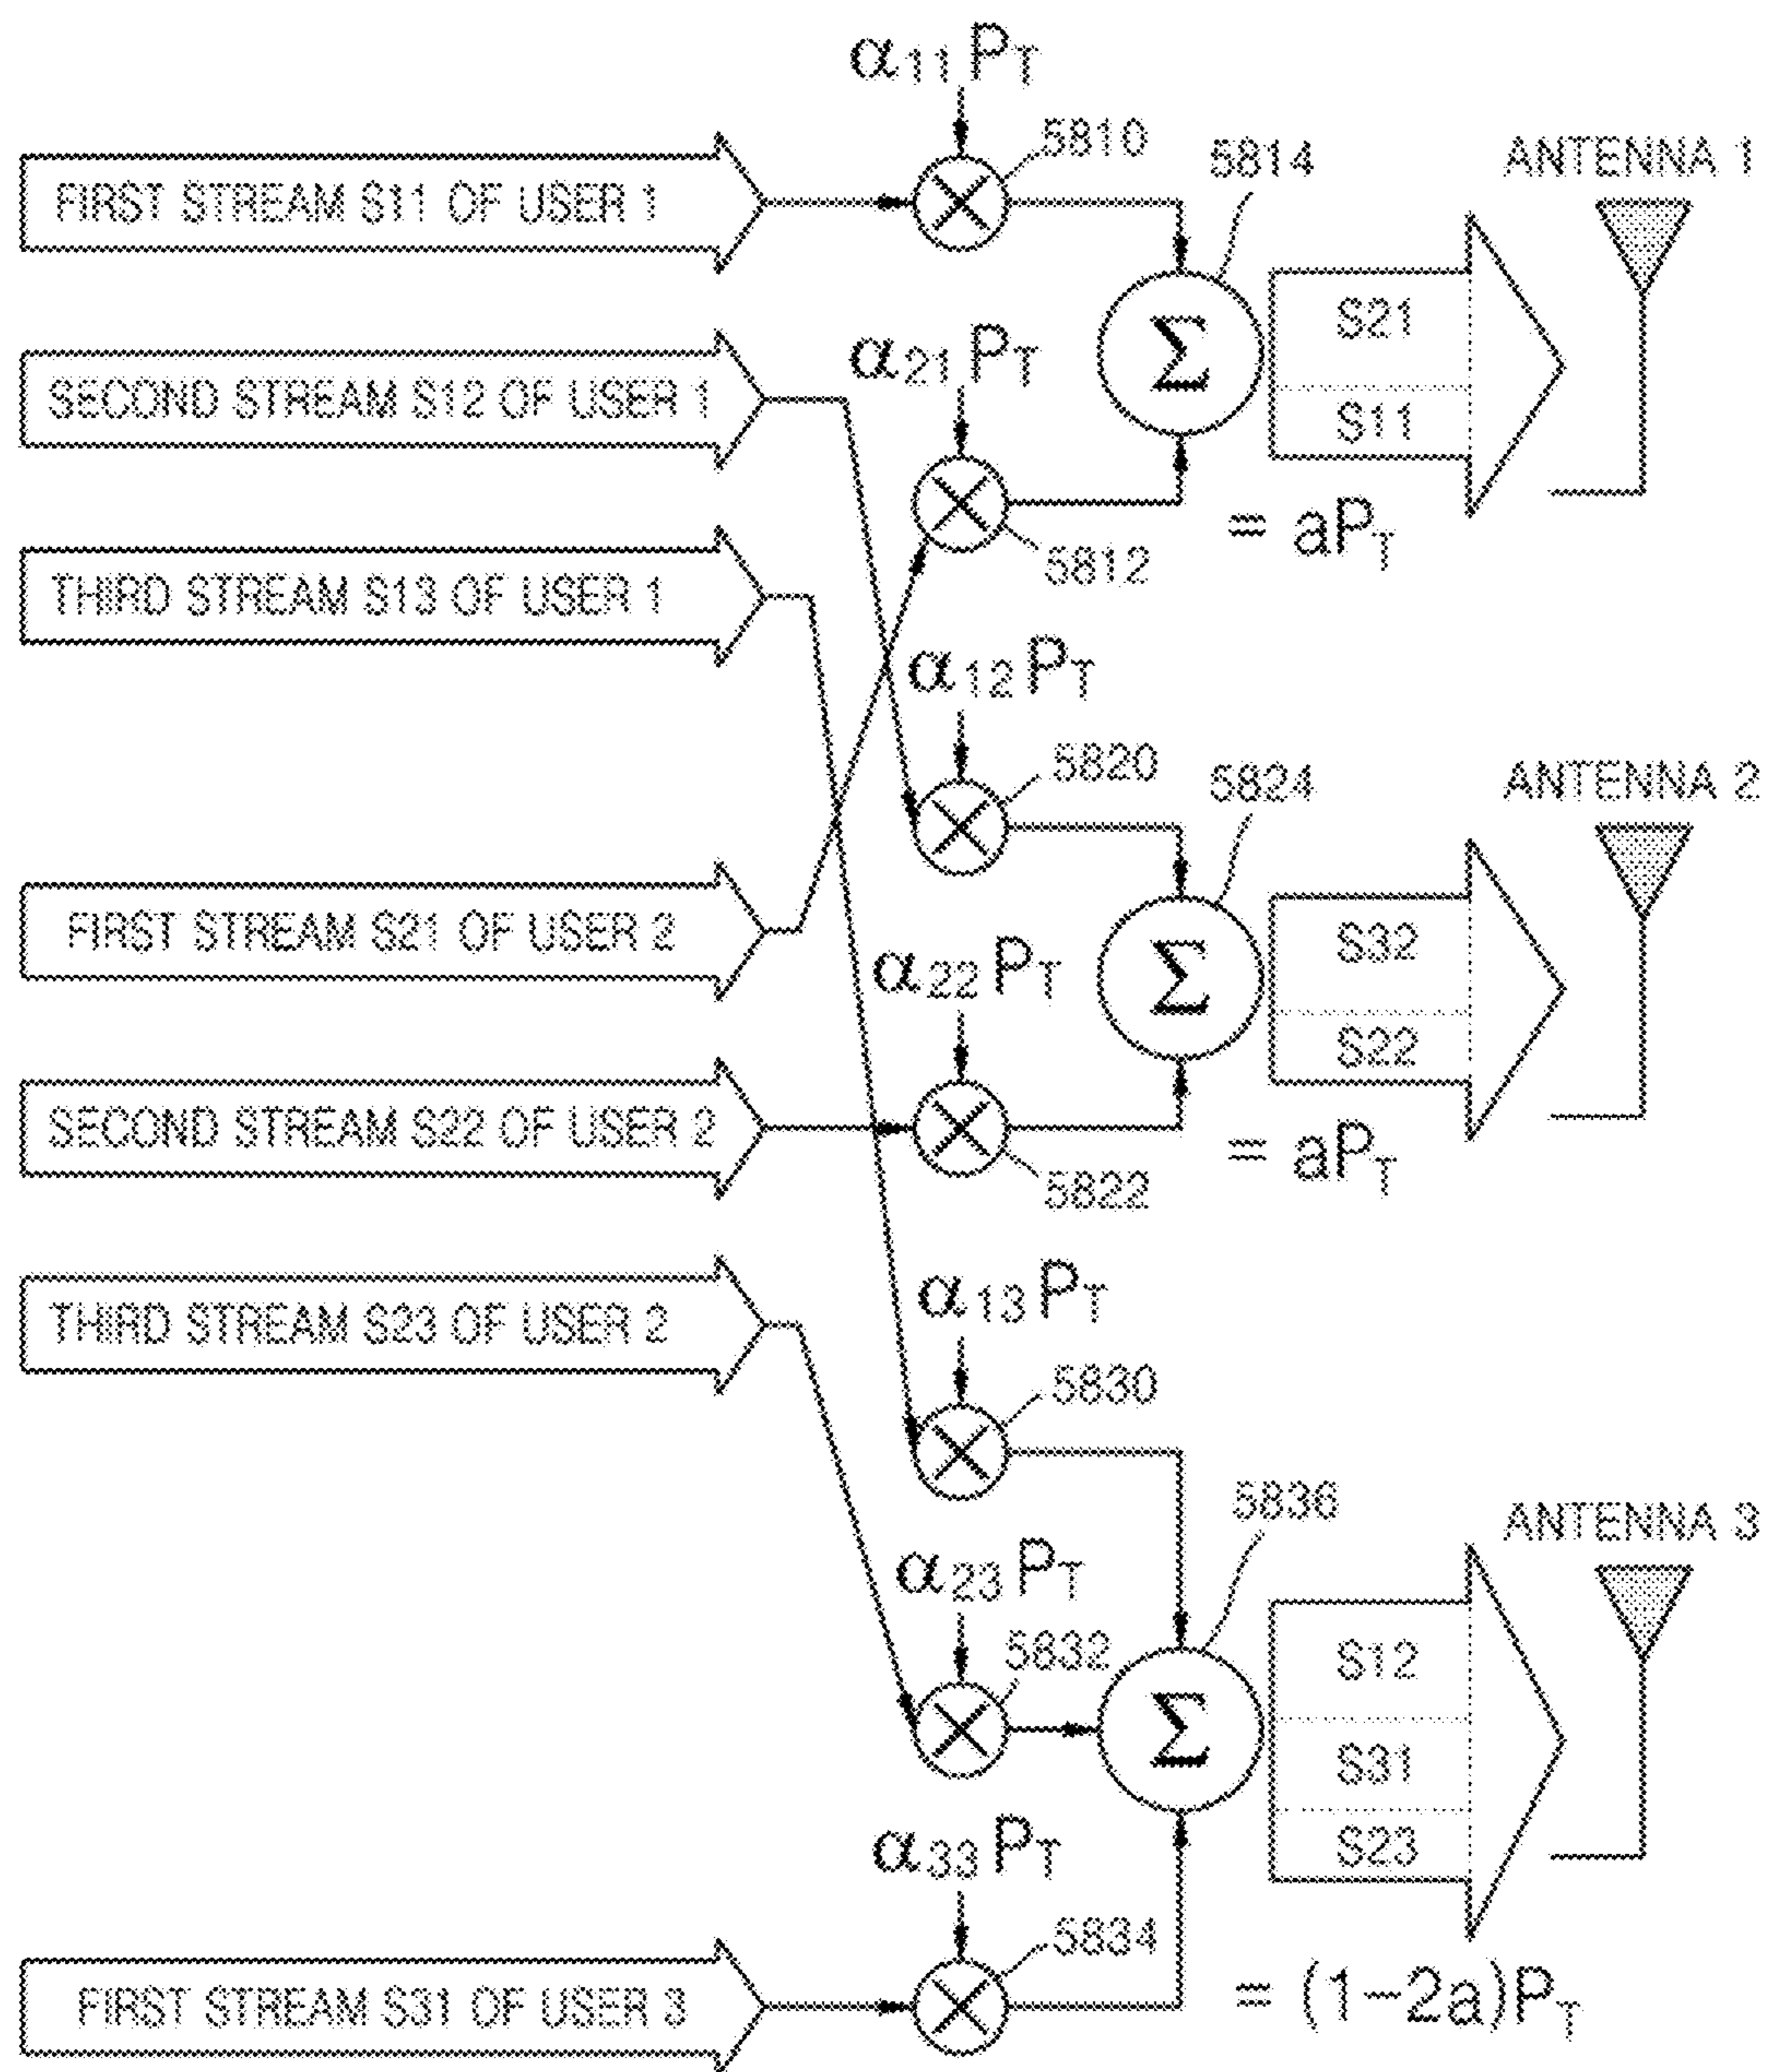 α11 PT
5810
5814
ANTENNA 1
FIRST STREAM S11 OF USER 1
Σ
S21
S11
SECOND STREAM S12 OF USER 1
α21 PT
5812
= aPT
THIRD STREAM S13 OF USER 1
α12 PT
5820
5824
ANTENNA 2
FIRST STREAM S21 OF USER 2
Σ
S32
S22
α22 PT
SECOND STREAM S22 OF USER 2
5822
= aPT
THIRD STREAM S23 OF USER 2
α13 PT
5830
5836
ANTENNA 3
α23 PT
5832
Σ
S12
S31
S23
α33 PT
5834
FIRST STREAM S31 OF USER 3
= (1-2a)PT